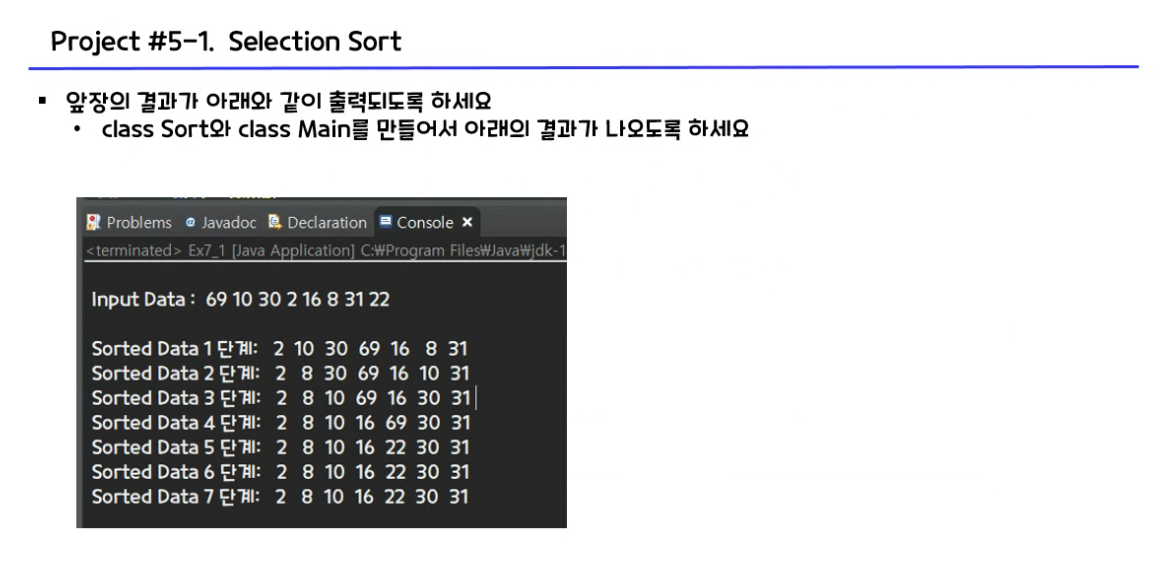 Project #5-1. Selection Sort
▪ 앞장의 결과가 아래와 같이 출력되도록 하세요
• class Sort와 class Main를 만들어서 아래의 결과가 나오도록 하세요
Problems @ Javadoc Declaration Console ×
<terminated> Ex7_1 [Java Application] C:₩Program Files₩Java₩jdk-1
Input Data : 69 10 30 2 16 8 31 22
Sorted Data 1 단계: 2 10 30 69 16 8 31
Sorted Data 2 단계: 2 8 30 69 16 10 31
Sorted Data 3 단계: 2 8 10 69 16 30 31
Sorted Data 4 단계: 2 8 10 16 69 30 31
Sorted Data 5 단계: 2 8 10 16 22 30 31
Sorted Data 6 단계: 2 8 10 16 22 30 31
Sorted Data 7 단계: 2 8 10 16 22 30 31